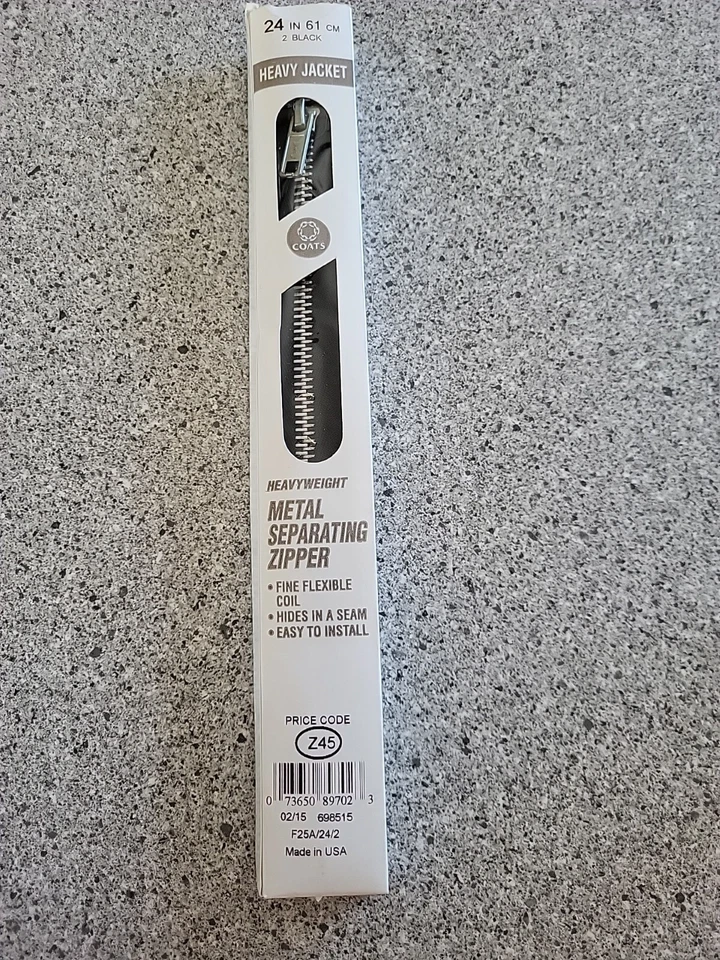 24 IN 61 CM
2 BLACK
HEAVY JACKET
COATS
HEAVYWEIGHT
METAL
SEPARATING
ZIPPER
• FINE FLEXIBLE
COIL
• HIDES IN A SEAM
• EASY TO INSTALL
PRICE CODE
Z45
0 73650 89702 3
02/15 698515
F25A/24/2
Made in USA